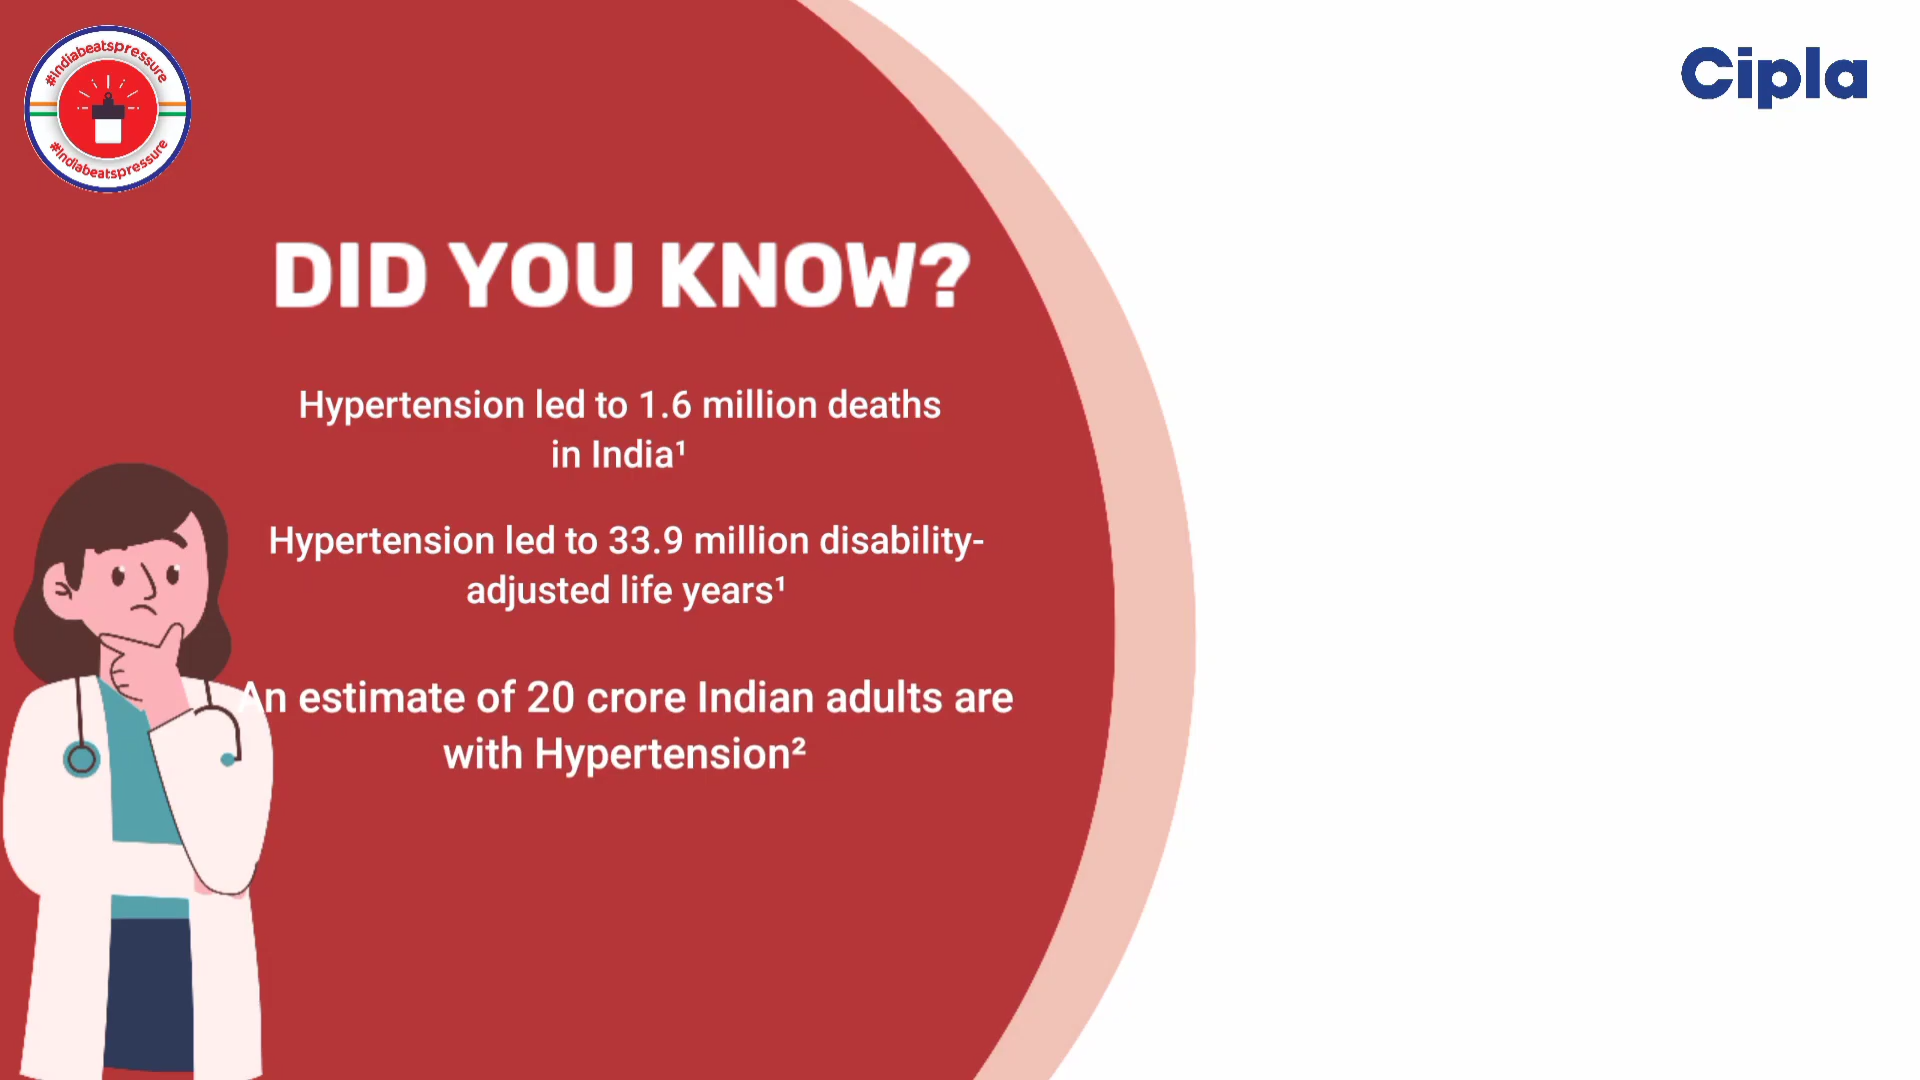 #Indiabeatspressure
#Indiabeatspressure
Cipla
DID YOU KNOW?
Hypertension led to 1.6 million deaths
in India¹
Hypertension led to 33.9 million disability-
adjusted life years¹
An estimate of 20 crore Indian adults are
with Hypertension²